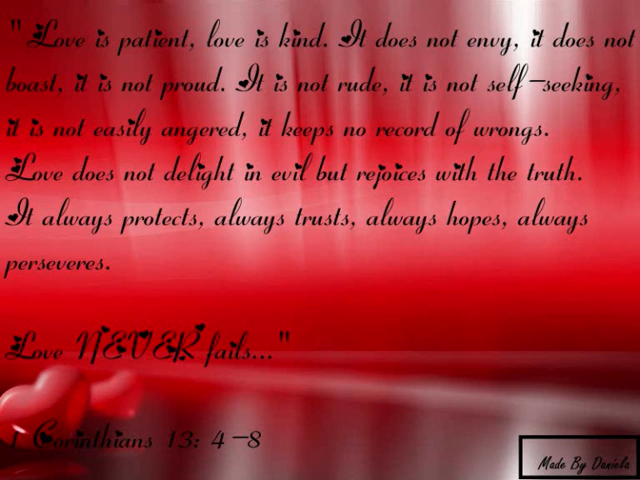 " Love is patient, love is kind. It does not envy, it does not
boast, it is not proud. It is not rude, it is not self-seeking,
it is not easily angered, it keeps no record of wrongs.
Love does not delight in evil but rejoices with the truth.
It always protects, always trusts, always hopes, always
perseveres.
Love NEVER fails..."
1 Corinthians 13: 4-8
Made By Daniela